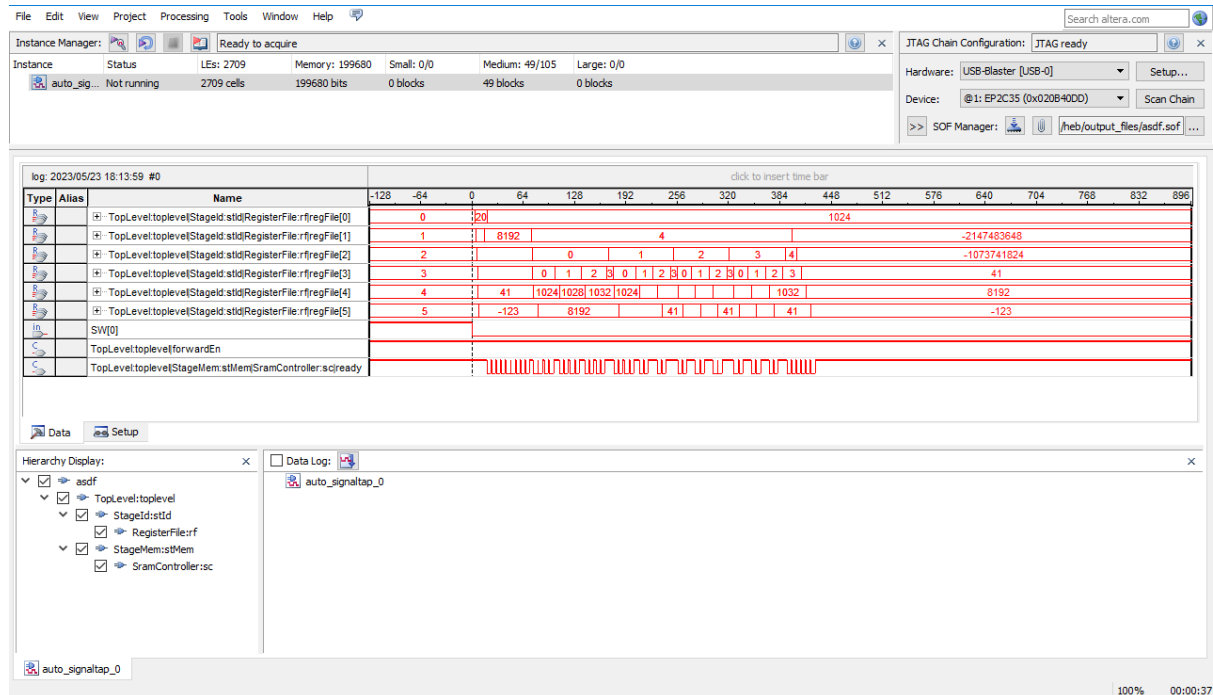 File Edit View Project Processing Tools Window Help Search altera.com
Instance Manager: Ready to acquire
Instance Status LEs: 2709 Memory: 199680 Small: 0/0 Medium: 49/105 Large: 0/0
auto_sig... Not running 2709 cells 199680 bits 0 blocks 49 blocks 0 blocks
JTAG Chain Configuration: JTAG ready
Hardware: USB-Blaster [USB-0] Setup...
Device: @1: EP2C35 (0x020B40DD) Scan Chain
>> SOF Manager: /heb/output_files/asdf.sof ...
log: 2023/05/23 18:13:59 #0 click to insert time bar
Type Alias Name -128 -64 0 64 128 192 256 320 384 448 512 576 640 704 768 832 896
TopLevel:toplevel|StageId:stId|RegisterFile:rf|regFile[0] 0 20 1024
TopLevel:toplevel|StageId:stId|RegisterFile:rf|regFile[1] 1 8192 4 -2147483648
TopLevel:toplevel|StageId:stId|RegisterFile:rf|regFile[2] 2 0 1 2 3 4 -1073741824
TopLevel:toplevel|StageId:stId|RegisterFile:rf|regFile[3] 3 0 1 2 3 0 1 2 3 0 1 2 3 0 1 2 3 41
TopLevel:toplevel|StageId:stId|RegisterFile:rf|regFile[4] 4 41 1024 1028 1032 1024 1032 8192
TopLevel:toplevel|StageId:stId|RegisterFile:rf|regFile[5] 5 -123 8192 41 41 41 -123
SW[0]
TopLevel:toplevel|forwardEn
TopLevel:toplevel|StageMem:stMem|SramController:sc|ready
Data Setup
Hierarchy Display:
asdf
TopLevel:toplevel
StageId:stId
RegisterFile:rf
StageMem:stMem
SramController:sc
Data Log:
auto_signaltap_0
auto_signaltap_0
100% 00:00:37